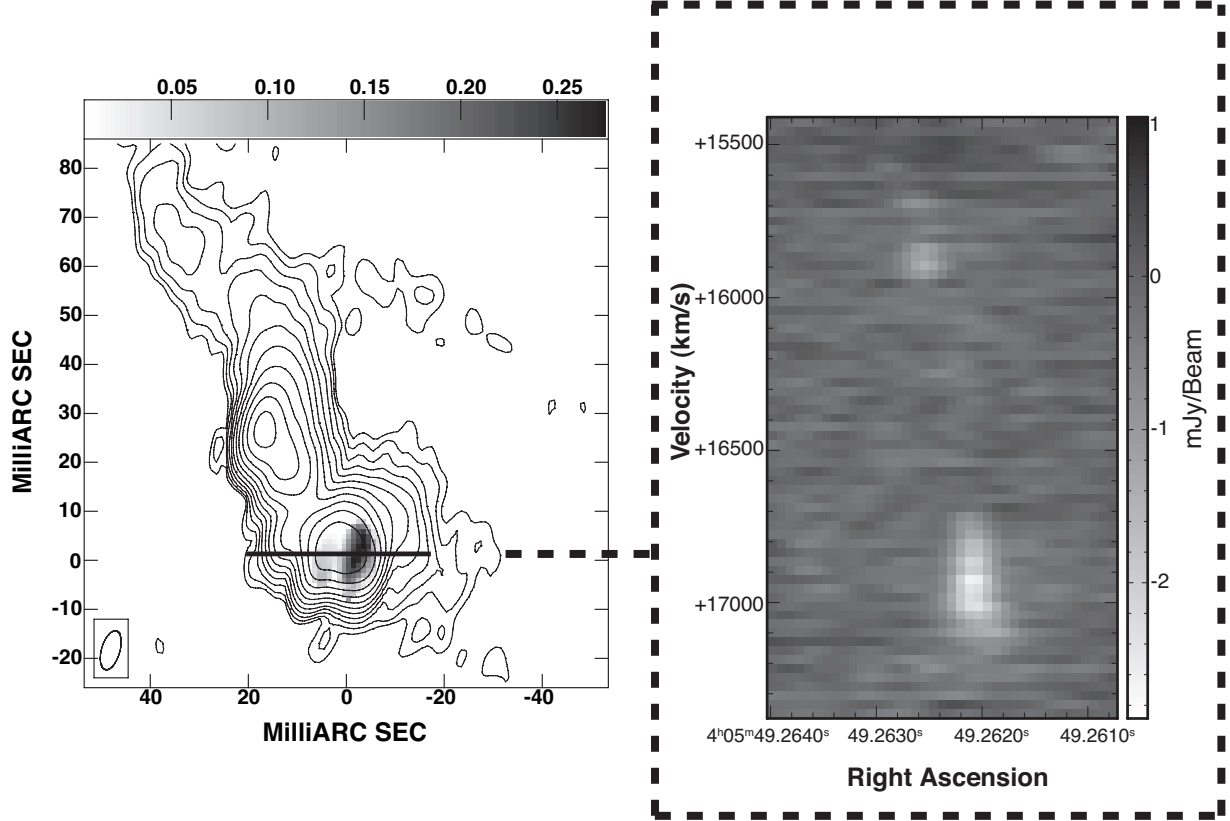 0.05 0.10 0.15 0.20 0.25
80
70
60
50
40
30
20
10
0
-10
-20
MilliARC SEC
40 20 0 -20 -40
MilliARC SEC
+15500
+16000
+16500
+17000
Velocity (km/s)
4ʰ05ᵐ49.2640ˢ 49.2630ˢ 49.2620ˢ 49.2610ˢ
Right Ascension
1
0
-1
-2
mJy/Beam